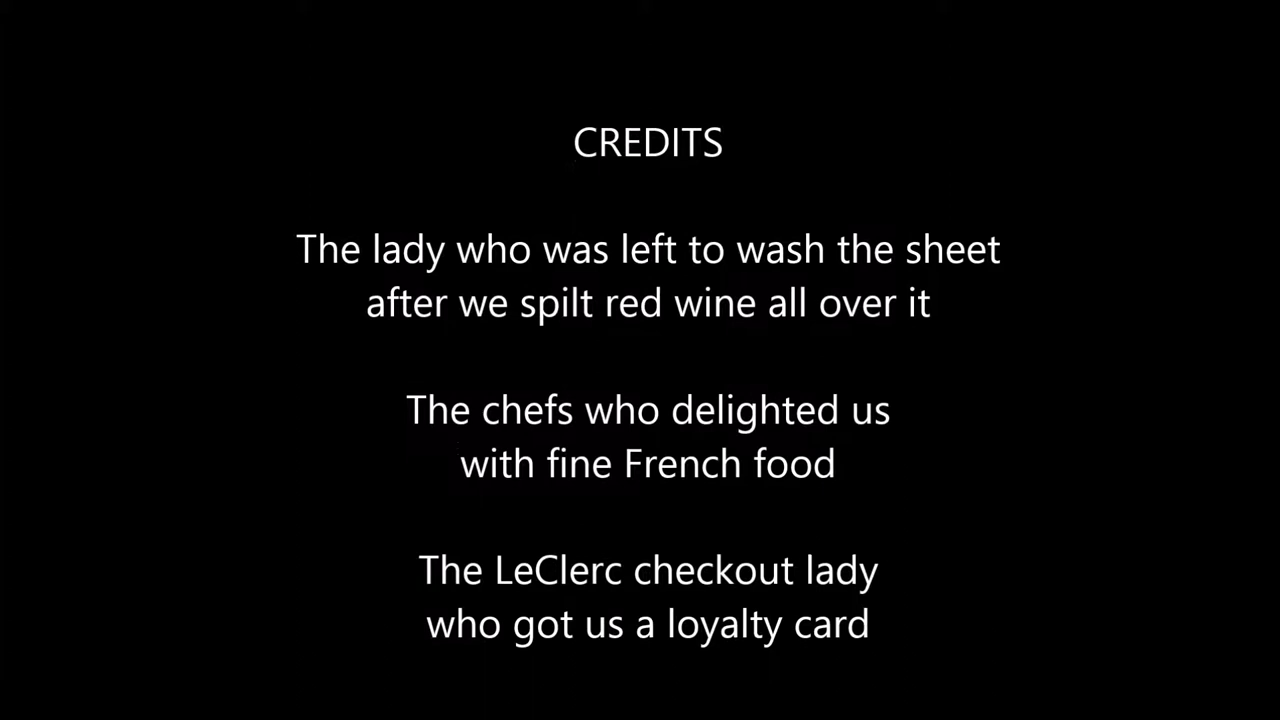 CREDITS
The lady who was left to wash the sheet
after we spilt red wine all over it
The chefs who delighted us
with fine French food
The LeClerc checkout lady
who got us a loyalty card